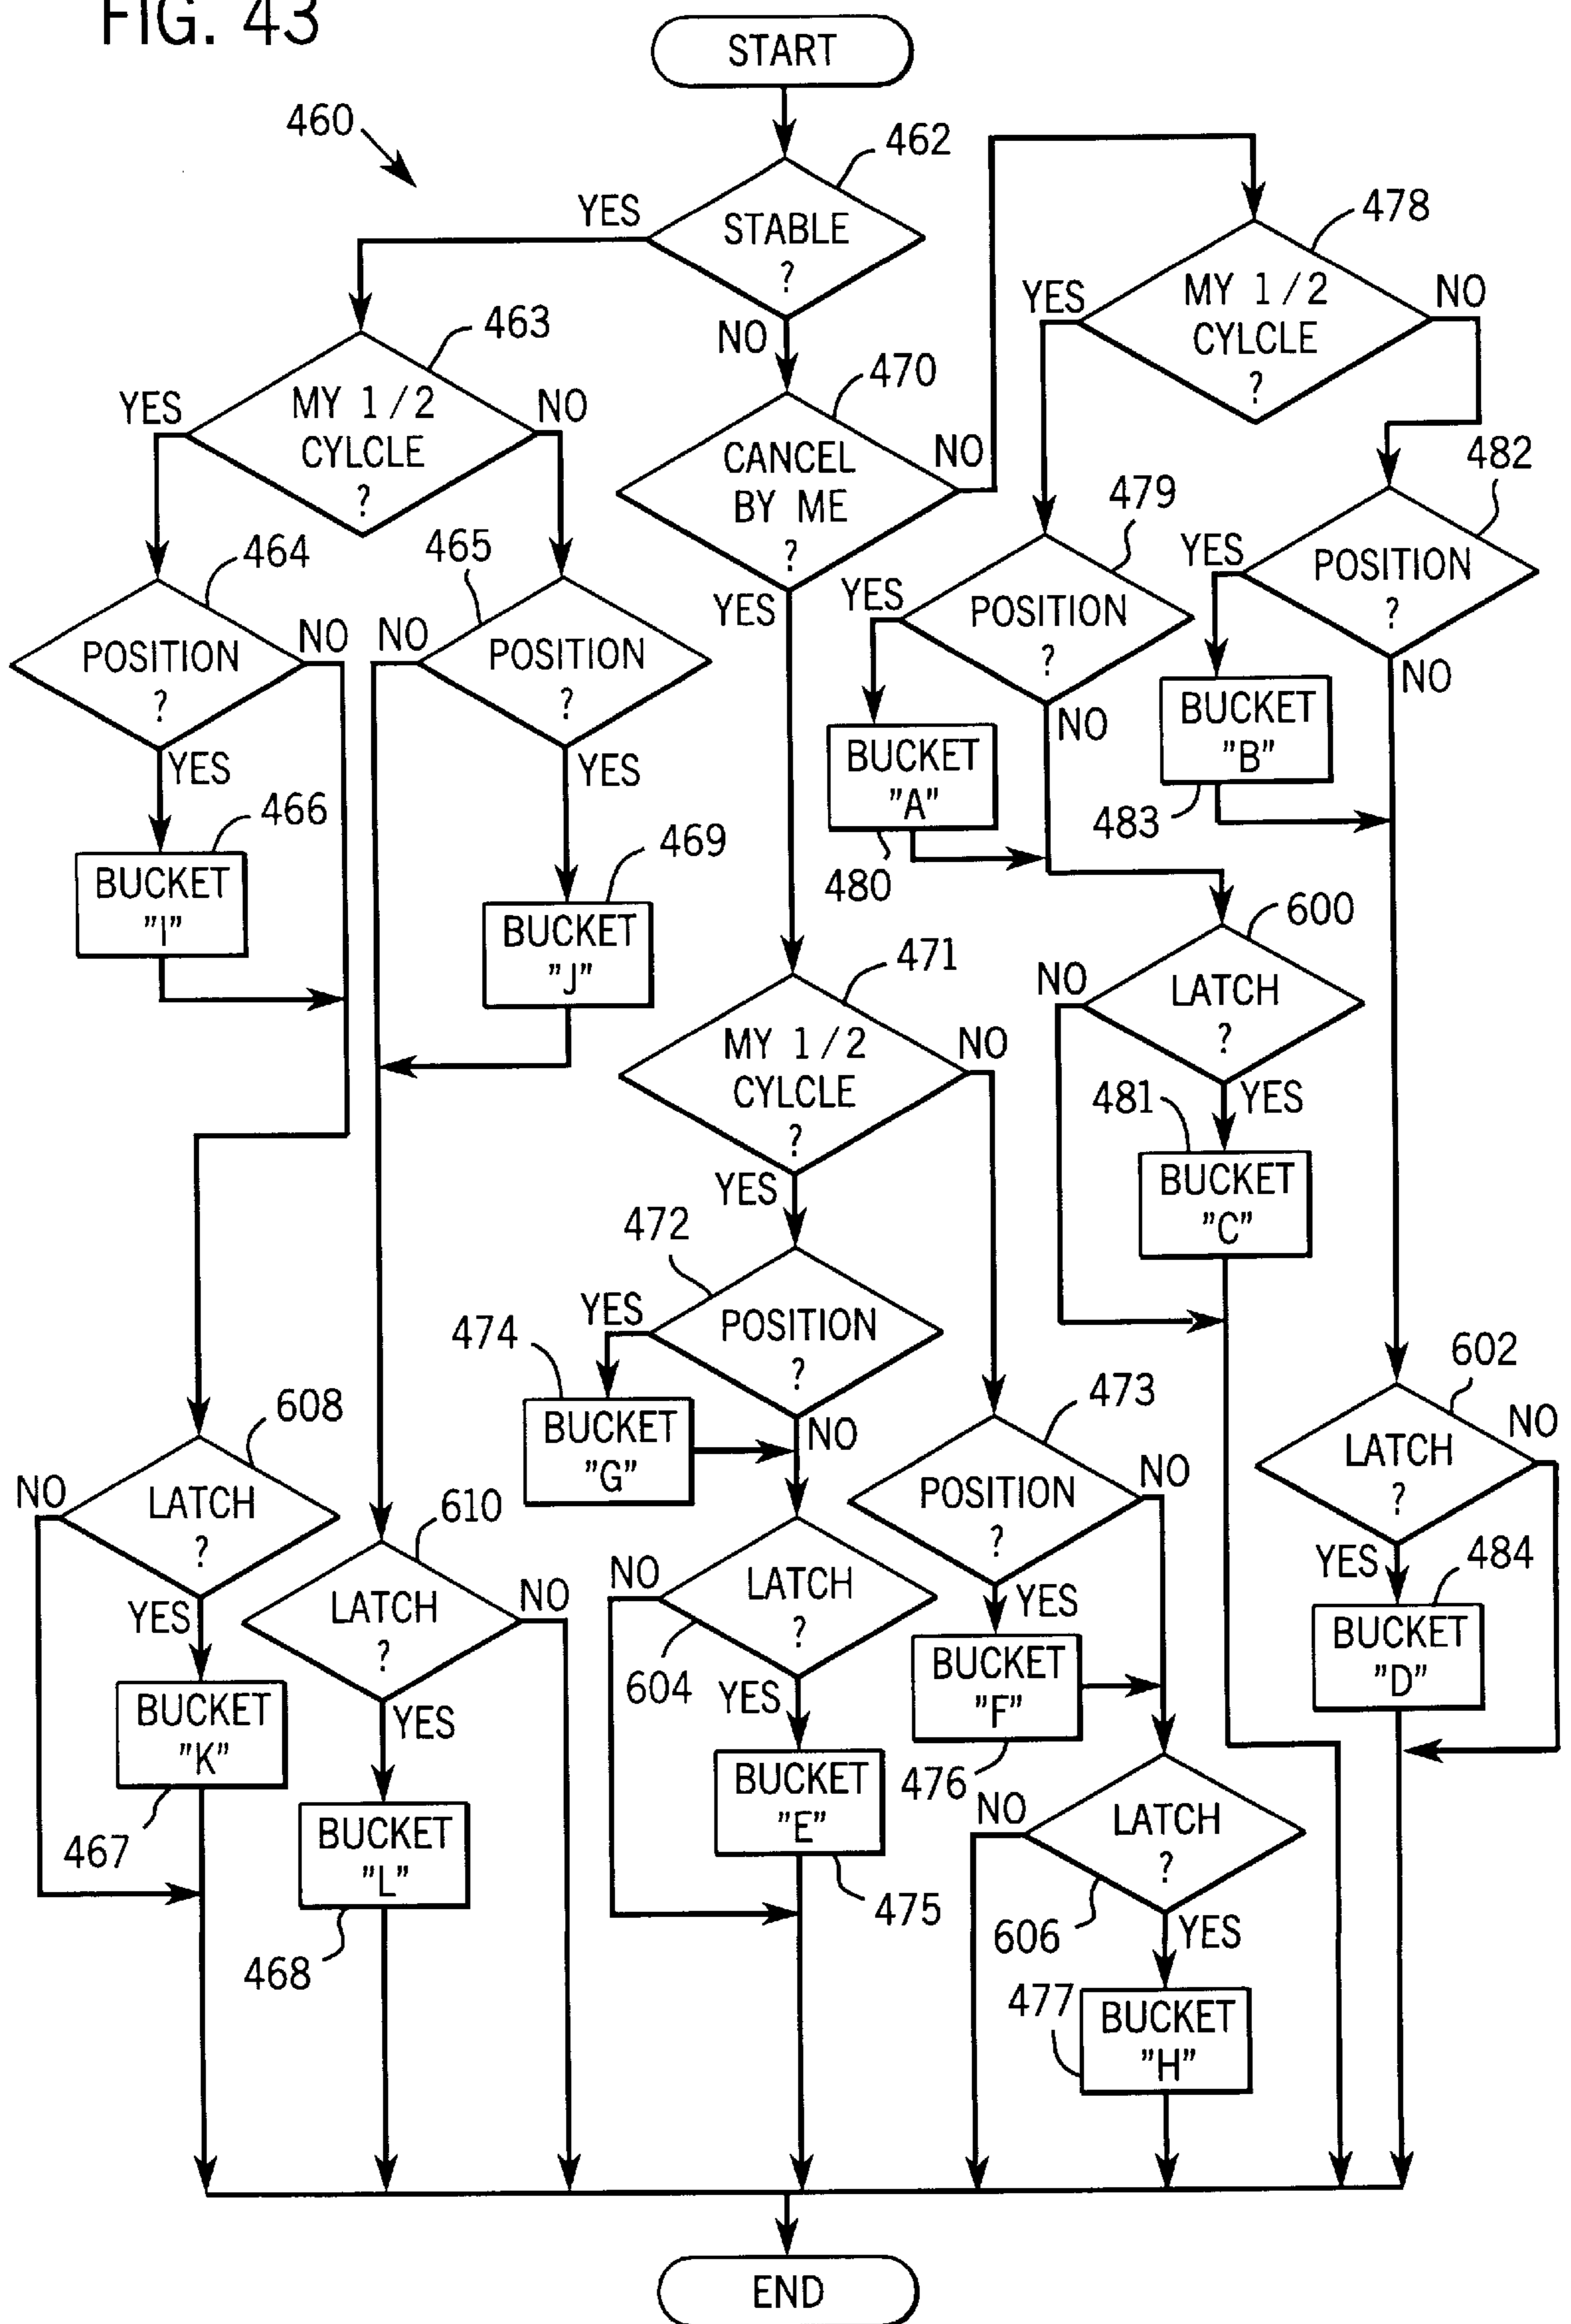 FIG. 43
START
460
462
YES
STABLE
?
NO
478
YES
MY 1/2
CYLCLE
?
NO
463
YES
MY 1/2
CYLCLE
?
NO
470
CANCEL
BY ME
?
NO
YES
482
YES
POSITION
?
NO
479
YES
POSITION
?
NO
464
POSITION
?
NO
YES
465
NO
POSITION
?
YES
BUCKET
"B"
483
BUCKET
"A"
480
466
BUCKET
"I"
469
BUCKET
"J"
600
NO
LATCH
?
YES
471
MY 1/2
CYLCLE
?
NO
YES
481
BUCKET
"C"
472
YES
POSITION
?
NO
474
BUCKET
"G"
473
POSITION
?
NO
YES
602
LATCH
?
NO
YES
484
BUCKET
"D"
608
NO
LATCH
?
YES
610
LATCH
?
NO
YES
NO
LATCH
?
604
YES
BUCKET
"F"
476
BUCKET
"K"
467
BUCKET
"L"
468
BUCKET
"E"
475
NO
LATCH
?
606
YES
477
BUCKET
"H"
END